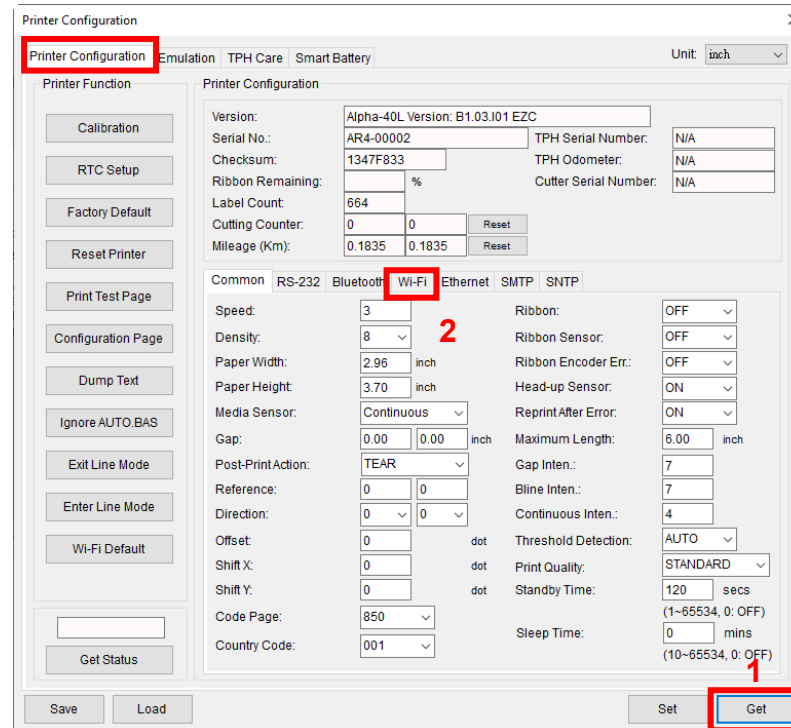 Printer Configuration
Printer Configuration Emulation TPH Care Smart Battery Unit: inch
Printer Function
Calibration
RTC Setup
Factory Default
Reset Printer
Print Test Page
Configuration Page
Dump Text
Ignore AUTO.BAS
Exit Line Mode
Enter Line Mode
Wi-Fi Default
Get Status
Printer Configuration
Version: Alpha-40L Version: B1.03.I01 EZC
Serial No.: AR4-00002 TPH Serial Number: N/A
Checksum: 1347F833 TPH Odometer: N/A
Ribbon Remaining: % Cutter Serial Number: N/A
Label Count: 664
Cutting Counter: 0 0 Reset
Mileage (Km): 0.1835 0.1835 Reset
Common RS-232 Bluetooth Wi-Fi Ethernet SMTP SNTP
2
Speed: 3 Ribbon: OFF
Density: 8 Ribbon Sensor: OFF
Paper Width: 2.96 inch Ribbon Encoder Err.: OFF
Paper Height: 3.70 inch Head-up Sensor: ON
Media Sensor: Continuous Reprint After Error: ON
Gap: 0.00 0.00 inch Maximum Length: 6.00 inch
Post-Print Action: TEAR Gap Inten.: 7
Reference: 0 0 Bline Inten.: 7
Direction: 0 0 Continuous Inten.: 4
Offset: 0 dot Threshold Detection: AUTO
Shift X: 0 dot Print Quality: STANDARD
Shift Y: 0 dot Standby Time: 120 secs
(1~65534, 0: OFF)
Code Page: 850
Sleep Time: 0 mins
Country Code: 001
(10~65534, 0: OFF)
1
Save Load Set Get